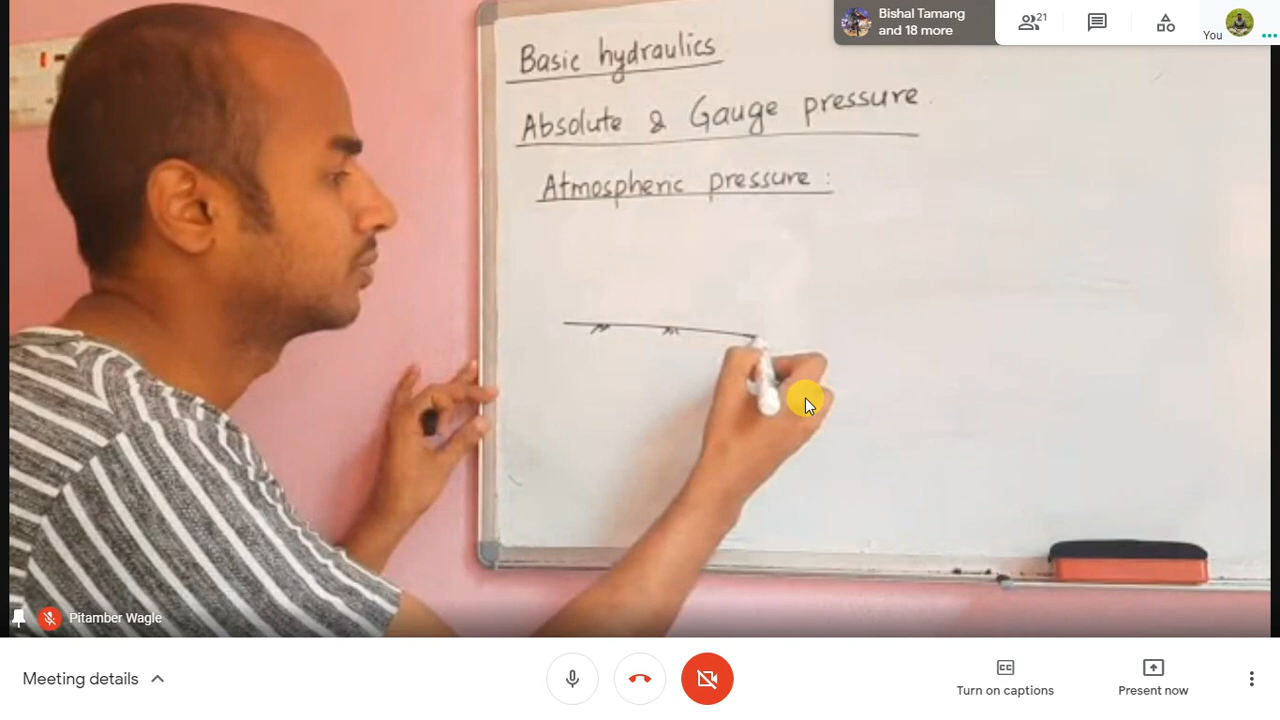 Bishal Tamang
and 18 more
21
You
Basic hydraulics
Absolute & Gauge pressure.
Atmospheric pressure:
Pitamber Wagle
Meeting details
CC
Turn on captions
Present now